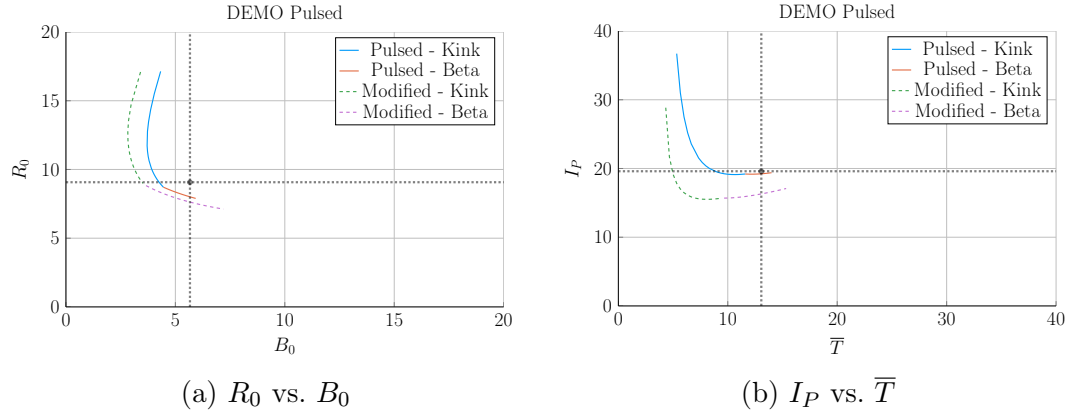 DEMO Pulsed
20
15
10
5
0
0
5
10
15
20
R₀
B₀
Pulsed - Kink
Pulsed - Beta
Modified - Kink
Modified - Beta
(a) R₀ vs. B₀
DEMO Pulsed
40
30
20
10
0
0
10
20
30
40
I_P
T̅
Pulsed - Kink
Pulsed - Beta
Modified - Kink
Modified - Beta
(b) I_P vs. T̅